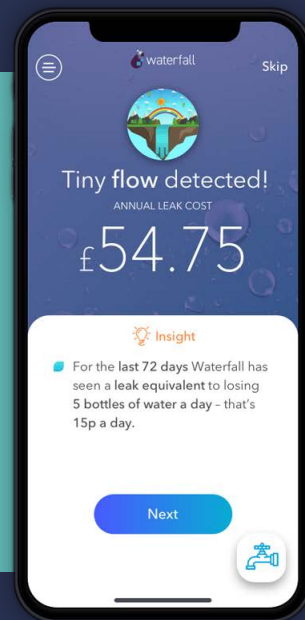 waterfall
Skip
Tiny flow detected!
ANNUAL LEAK COST
£54.75
Insight
For the last 72 days Waterfall has
seen a leak equivalent to losing
5 bottles of water a day – that's
15p a day.
Next